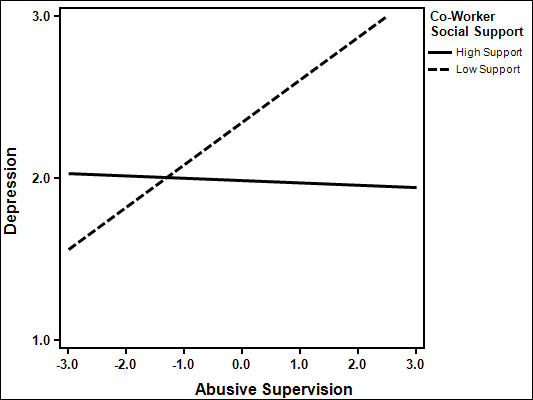 Co-Worker
Social Support
High Support
Low Support
Depression
3.0
2.0
1.0
-3.0 -2.0 -1.0 0.0 1.0 2.0 3.0
Abusive Supervision